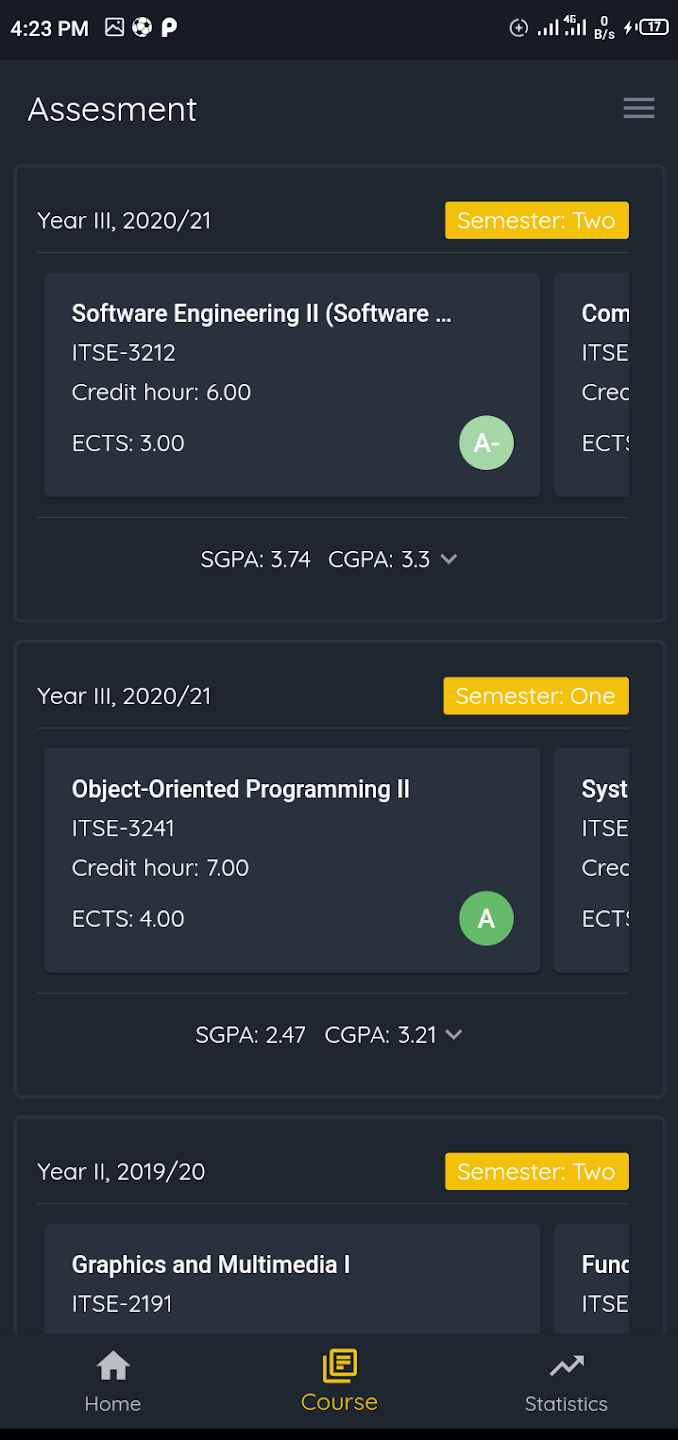 4:23 PM 4G 0 B/s 17
Assesment
Year III, 2020/21 Semester: Two
Software Engineering II (Software ... Com
ITSE-3212 ITSE
Credit hour: 6.00 Cred
ECTS: 3.00 A- ECTS
SGPA: 3.74 CGPA: 3.3
Year III, 2020/21 Semester: One
Object-Oriented Programming II Syst
ITSE-3241 ITSE
Credit hour: 7.00 Cred
ECTS: 4.00 A ECTS
SGPA: 2.47 CGPA: 3.21
Year II, 2019/20 Semester: Two
Graphics and Multimedia I Fund
ITSE-2191 ITSE
Home Course Statistics